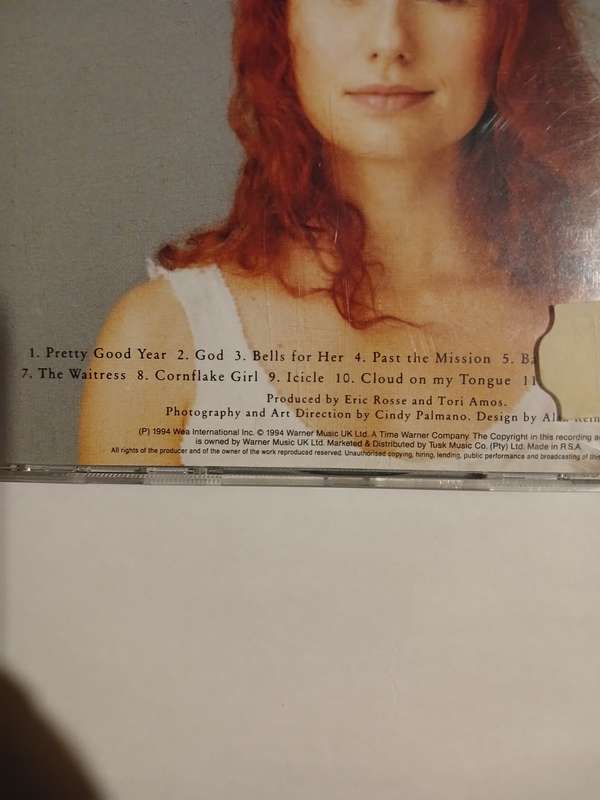 1. Pretty Good Year 2. God 3. Bells for Her 4. Past the Mission 5. Ba
7. The Waitress 8. Cornflake Girl 9. Icicle 10. Cloud on my Tongue 11
Produced by Eric Rosse and Tori Amos.
Photography and Art Direction by Cindy Palmano. Design by
(P) 1994 Wea International Inc. © 1994 Warner Music UK Ltd. A Time Warner Company. The Copyright in this recording
is owned by Warner Music UK Ltd. Marketed & Distributed by Tusk Music Co. (Pty) Ltd. Made in R.S.A.
All rights of the producer and of the owner of the work reproduced reserved. Unauthorised copying, hiring, lending, public performance and broadcasting of